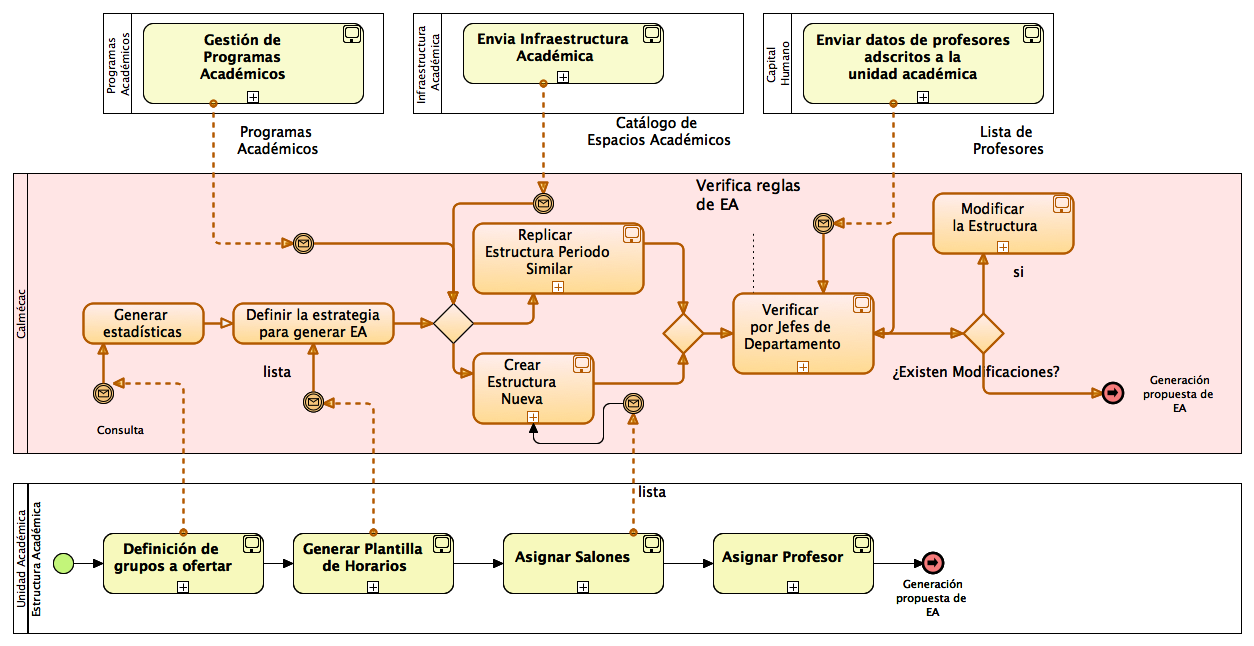 Programas
Académicos
Gestión de
Programas
Académicos
Infraestructura
Académica
Envia Infraestructura
Académica
Capital
Humano
Enviar datos de profesores
adscritos a la
unidad académica
Programas
Académicos
Catálogo de
Espacios Académicos
Lista de
Profesores
Calmécac
Verifica reglas
de EA
Modificar
la Estructura
Replicar
Estructura Periodo
Similar
si
Generar
estadísticas
Definir la estrategia
para generar EA
Verificar
por Jefes de
Departamento
lista
Crear
Estructura
Nueva
¿Existen Modificaciones?
Generación
propuesta de
EA
Consulta
lista
Unidad Académica
Estructura Académica
Definición de
grupos a ofertar
Generar Plantilla
de Horarios
Asignar Salones
Asignar Profesor
Generación
propuesta de
EA